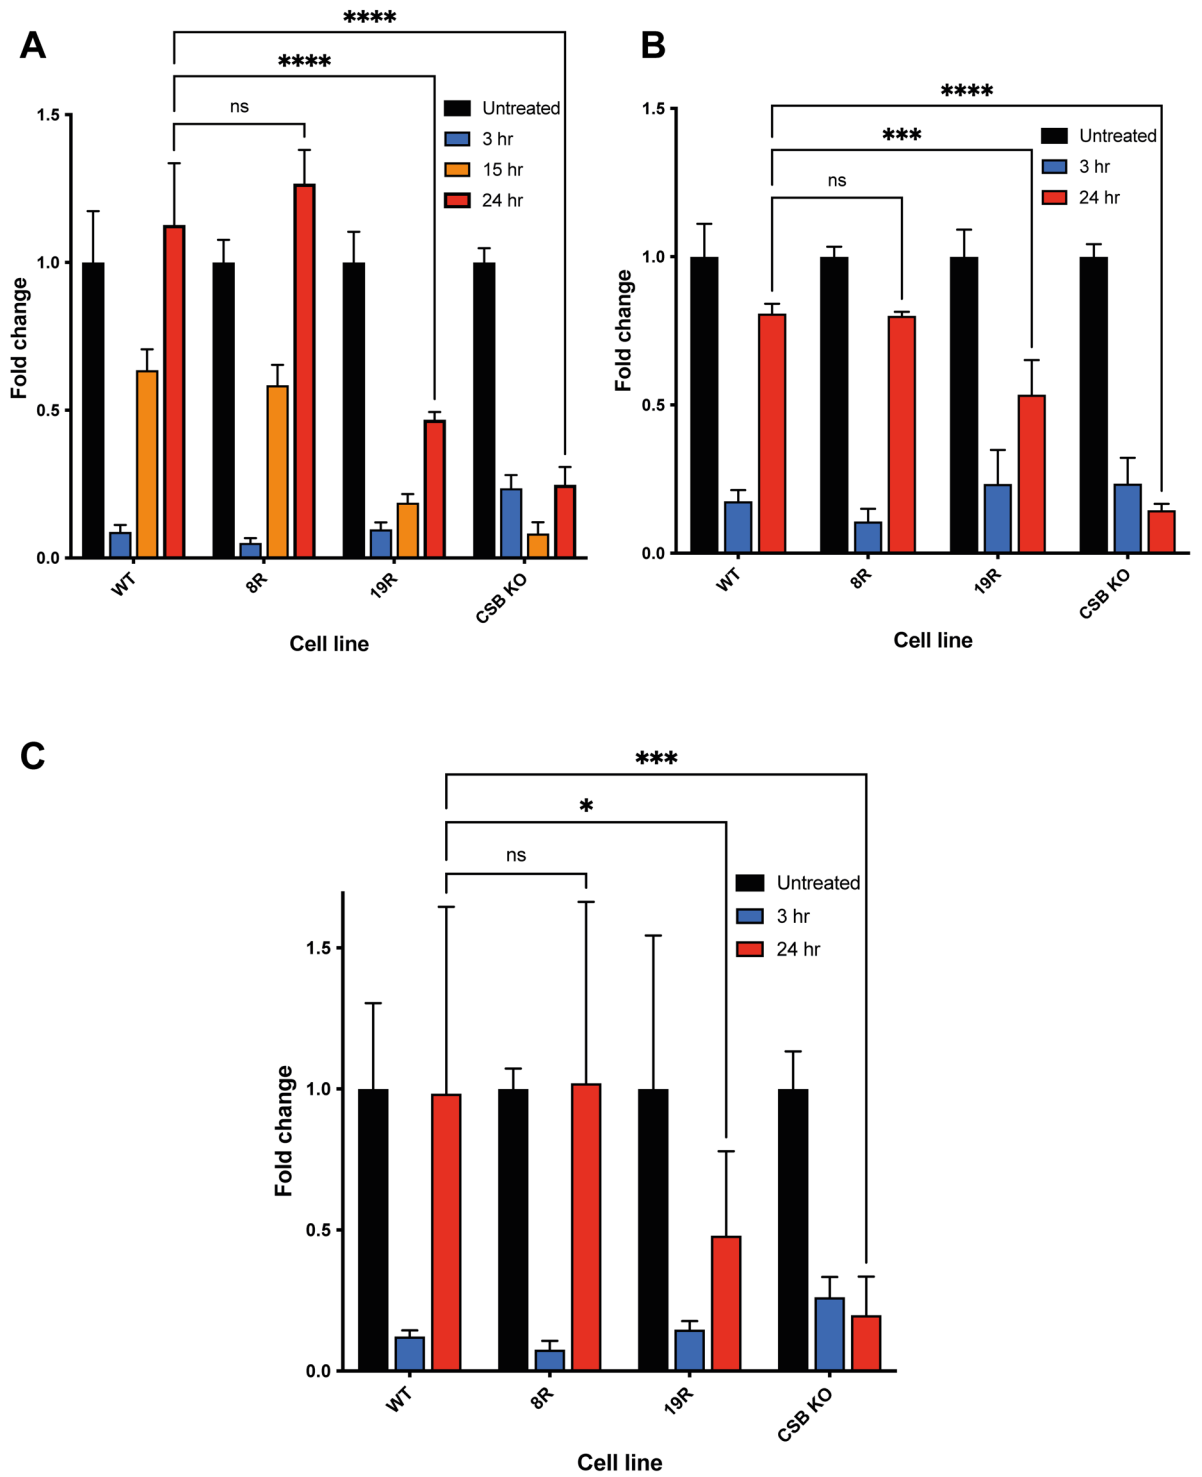 A
****
****
ns
Untreated
3 hr
15 hr
24 hr
1.5
1.0
0.5
0.0
Fold change
WT
8R
19R
CSB KO
Cell line
B
****
***
ns
Untreated
3 hr
24 hr
1.5
1.0
0.5
0.0
Fold change
WT
8R
19R
CSB KO
Cell line
C
***
*
ns
Untreated
3 hr
24 hr
1.5
1.0
0.5
0.0
Fold change
WT
8R
19R
CSB KO
Cell line